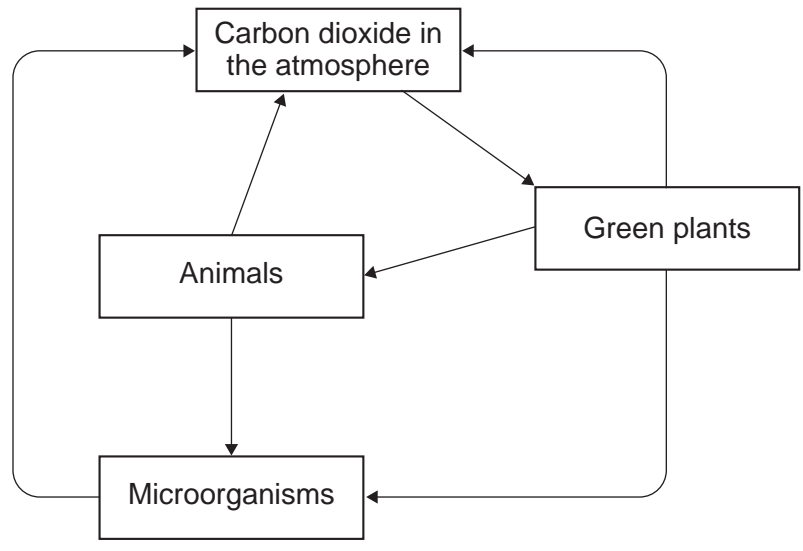 Carbon dioxide in
the atmosphere
Green plants
Animals
Microorganisms